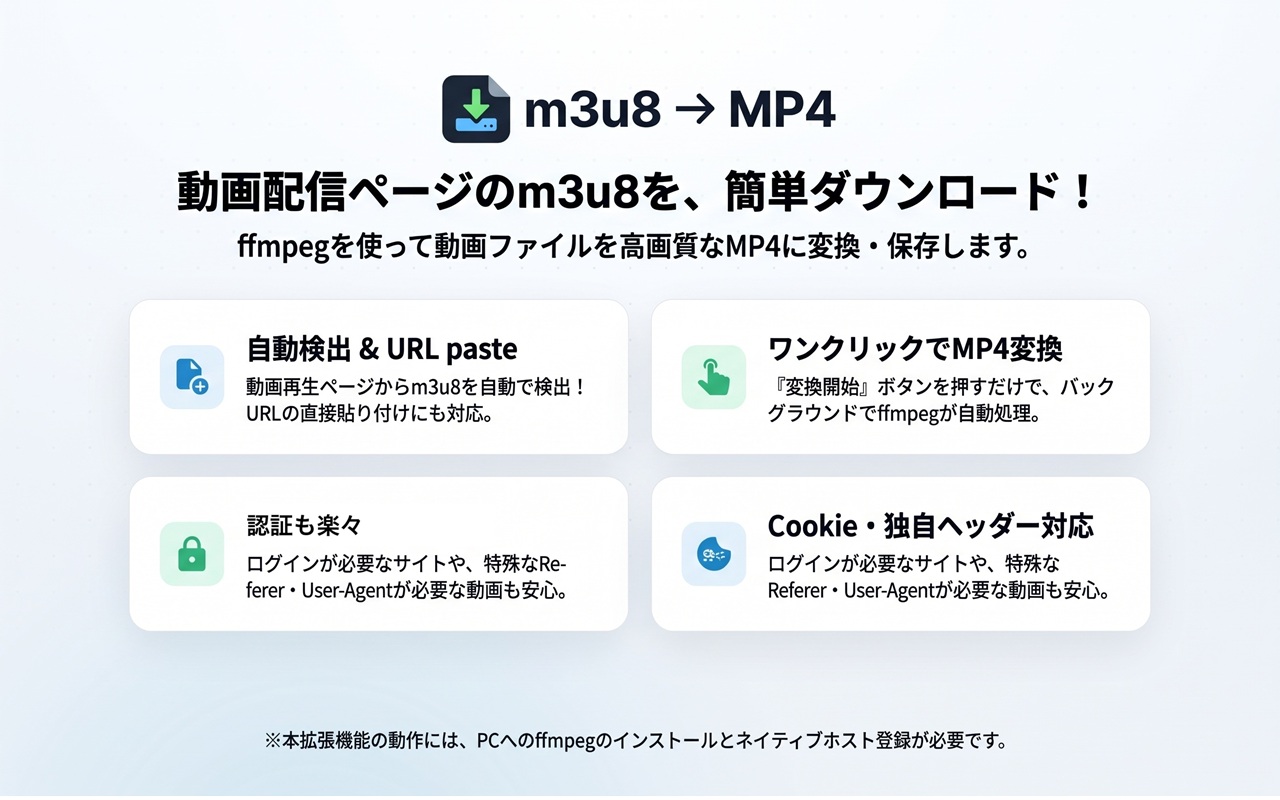 m3u8 → MP4
動画配信ページのm3u8を、簡単ダウンロード！
ffmpegを使って動画ファイルを高画質なMP4に変換・保存します。
自動検出 & URL paste
動画再生ページからm3u8を自動で検出！
URLの直接貼り付けにも対応。
ワンクリックでMP4変換
『変換開始』ボタンを押すだけで、バック
グラウンドでffmpegが自動処理。
認証も楽々
ログインが必要なサイトや、特殊なRe-
ferer・User-Agentが必要な動画も安心。
Cookie・独自ヘッダー対応
ログインが必要なサイトや、特殊な
Referer・User-Agentが必要な動画も安心。
※本拡張機能の動作には、PCへのffmpegのインストールとネイティブホスト登録が必要です。